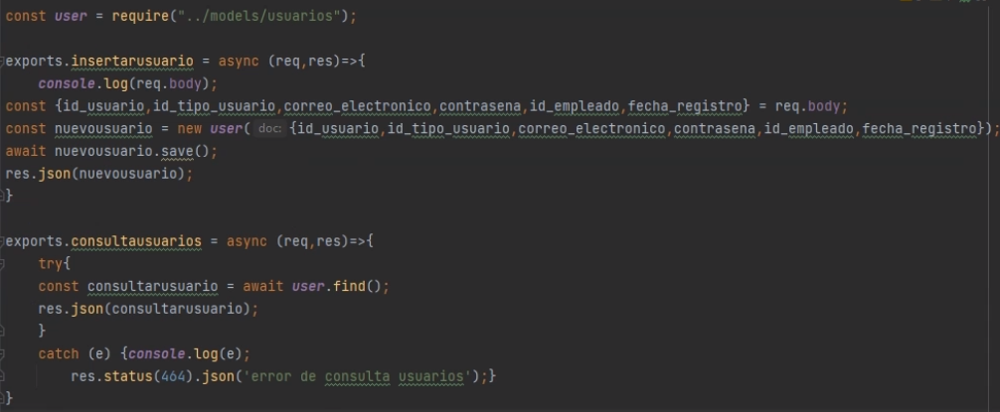 const user = require("../models/usuarios");
exports.insertarusuario = async (req,res)=>{
console.log(req.body);
const {id_usuario,id_tipo_usuario,correo_electronico,contrasena,id_empleado,fecha_registro} = req.body;
const nuevousuario = new user( doc: {id_usuario,id_tipo_usuario,correo_electronico,contrasena,id_empleado,fecha_registro});
await nuevousuario.save();
res.json(nuevousuario);
}
exports.consultausuarios = async (req,res)=>{
try{
const consultarusuario = await user.find();
res.json(consultarusuario);
}
catch (e) {console.log(e);
res.status(464).json('error de consulta usuarios');}
}